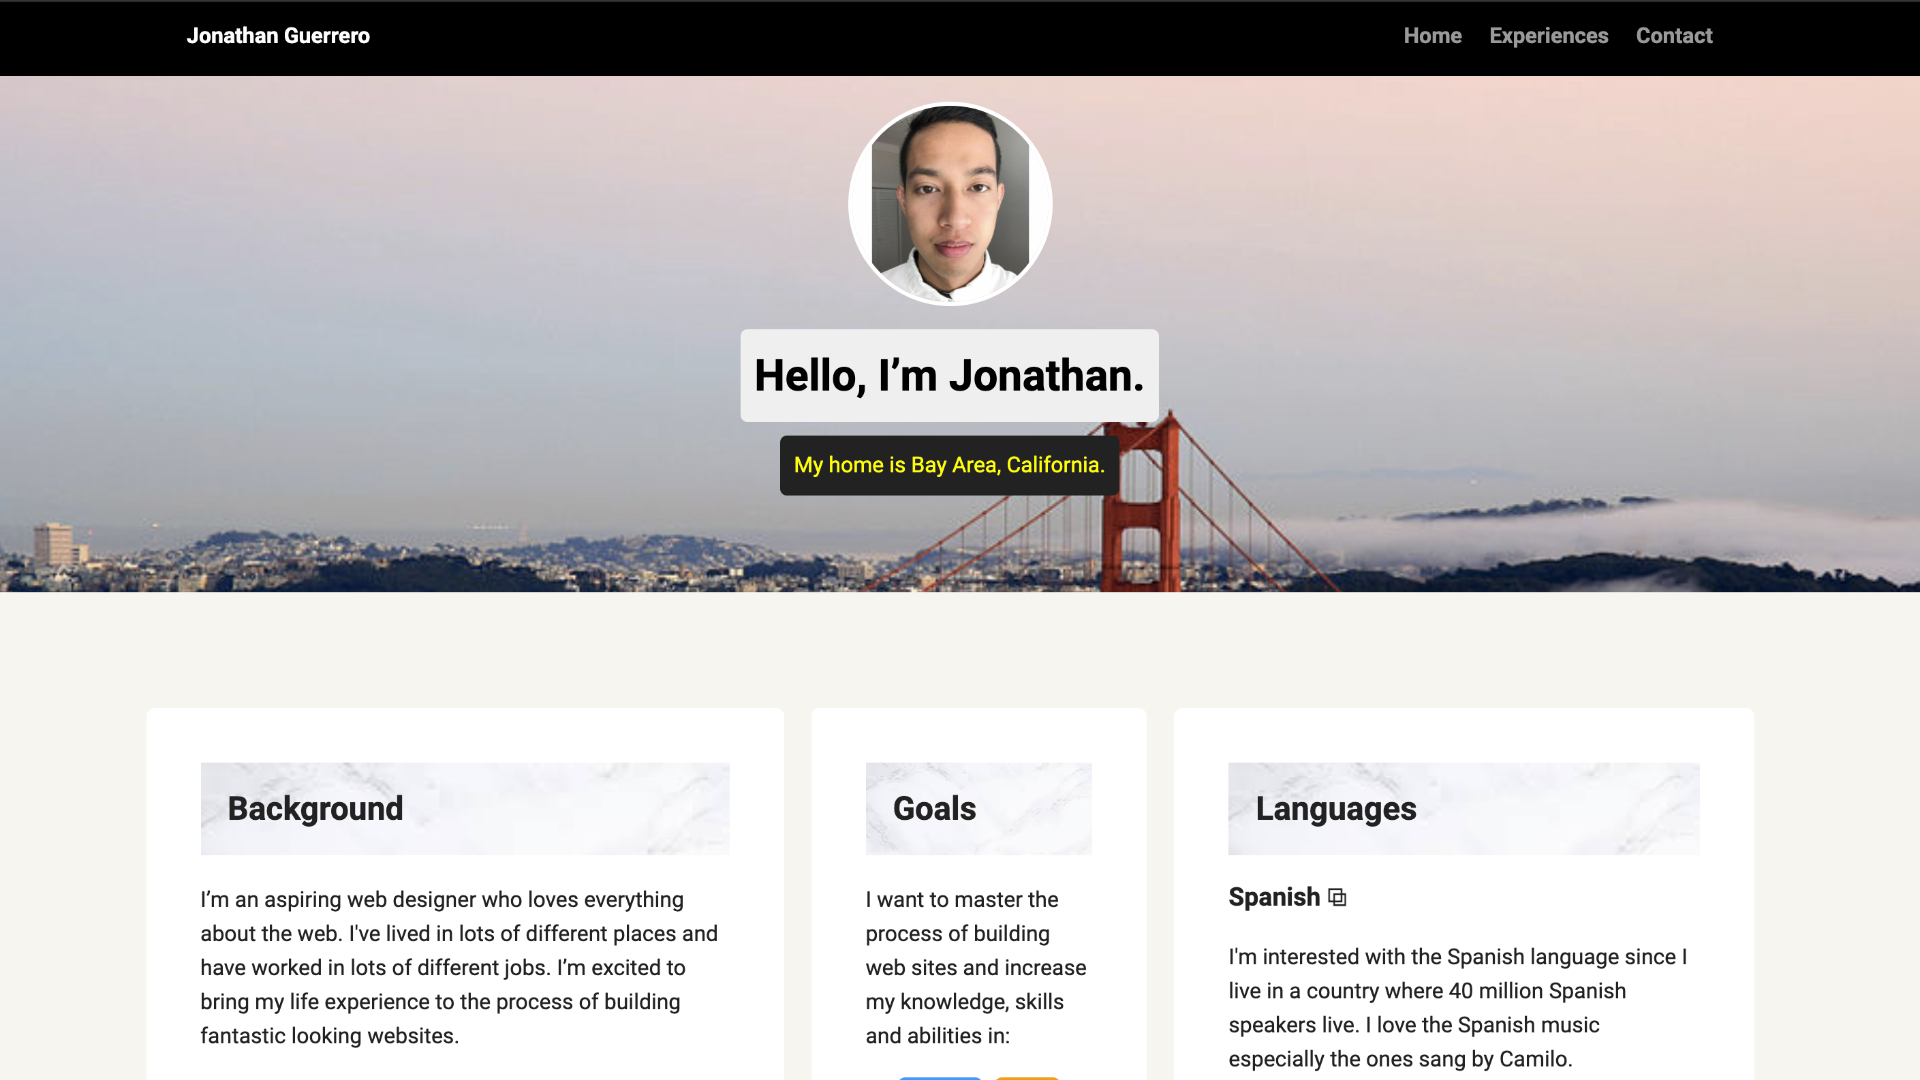 Jonathan Guerrero
Home Experiences Contact
Hello, I’m Jonathan.
My home is Bay Area, California.
Background
I’m an aspiring web designer who loves everything
about the web. I've lived in lots of different places and
have worked in lots of different jobs. I’m excited to
bring my life experience to the process of building
fantastic looking websites.
Goals
I want to master the
process of building
web sites and increase
my knowledge, skills
and abilities in:
Languages
Spanish
I'm interested with the Spanish language since I
live in a country where 40 million Spanish
speakers live. I love the Spanish music
especially the ones sang by Camilo.